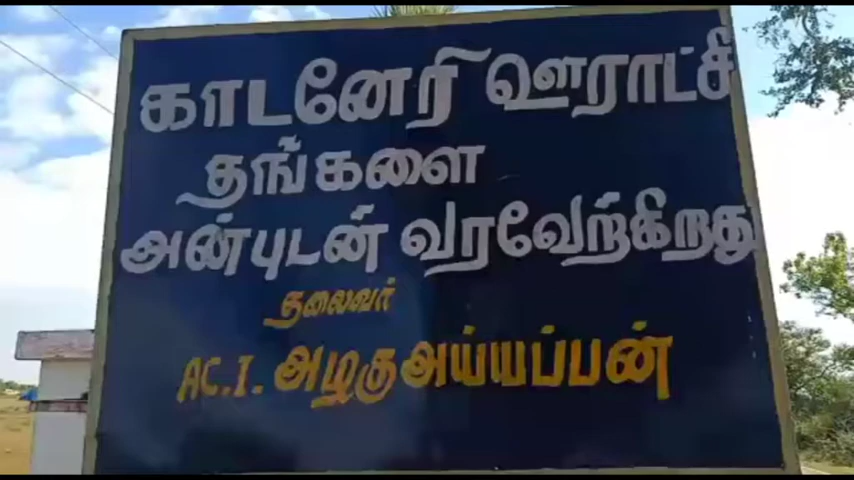 காடனேரி ஊராட்சி
தங்களை
அன்புடன் வரவேற்கிறது
தலைவர்
AC.I. அழகுஅய்யப்பன்